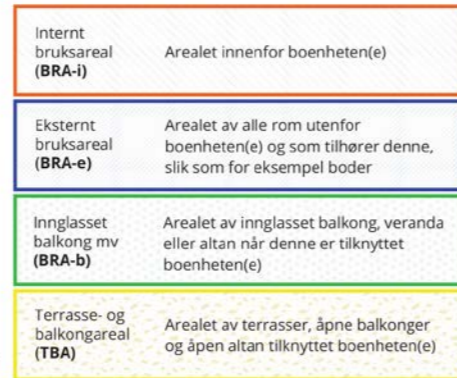 Internt
bruksareal
(BRA-i)
Arealet innenfor boenheten(e)
Eksternt
bruksareal
(BRA-e)
Arealet av alle rom utenfor
boenheten(e) og som tilhører denne,
slik som for eksempel boder
Innglasset
balkong mv
(BRA-b)
Arealet av innglasset balkong, veranda
eller altan når denne er tilknyttet
boenheten(e)
Terrasse- og
balkongareal
(TBA)
Arealet av terrasser, åpne balkonger
og åpen altan tilknyttet boenheten(e)